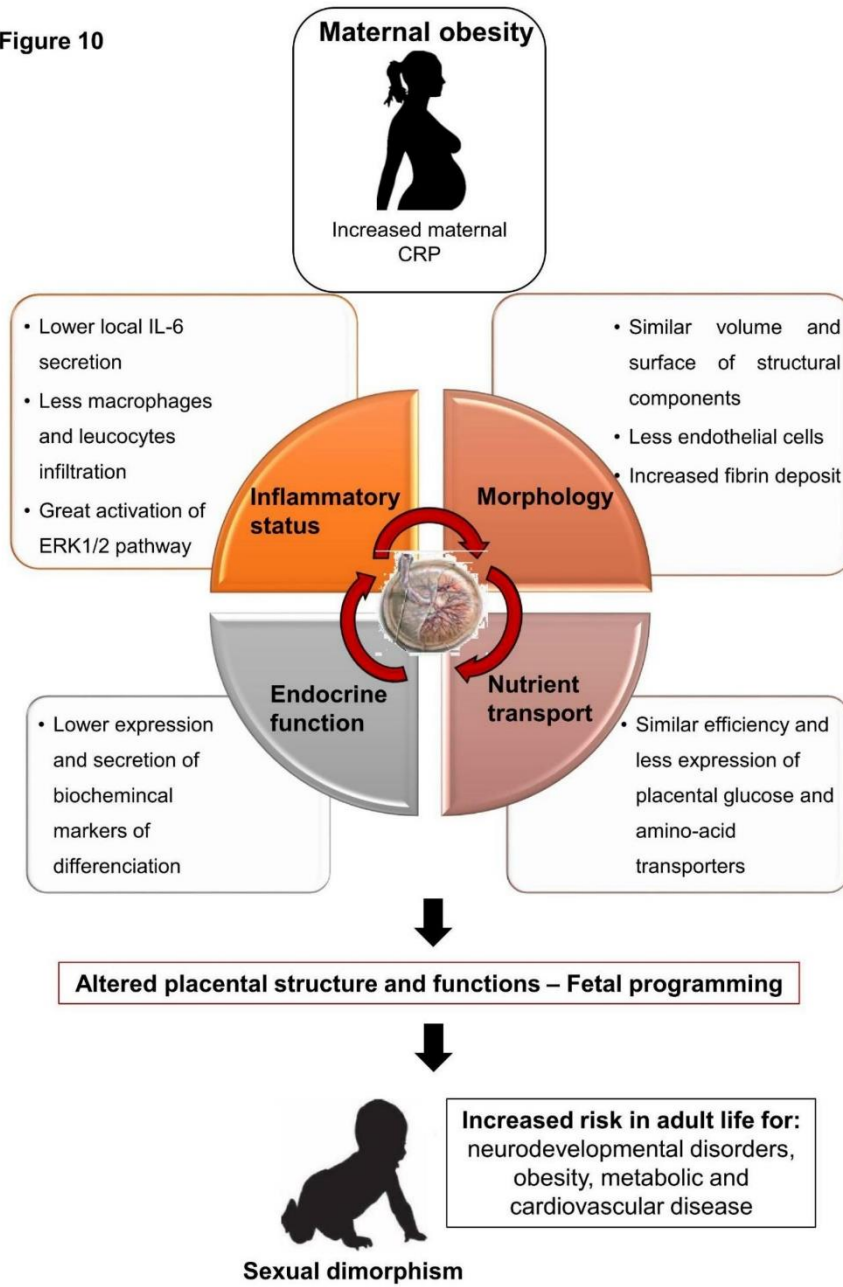 Figure 10
Maternal obesity
Increased maternal
CRP
• Lower local IL-6
secretion
• Less macrophages
and leucocytes
infiltration
• Great activation of
ERK1/2 pathway
• Similar volume and
surface of structural
components
• Less endothelial cells
• Increased fibrin deposit
Inflammatory
status
Morphology
Endocrine
function
Nutrient
transport
• Lower expression
and secretion of
biochemincal
markers of
differenciation
• Similar efficiency and
less expression of
placental glucose and
amino-acid
transporters
Altered placental structure and functions – Fetal programming
Increased risk in adult life for:
neurodevelopmental disorders,
obesity, metabolic and
cardiovascular disease
Sexual dimorphism